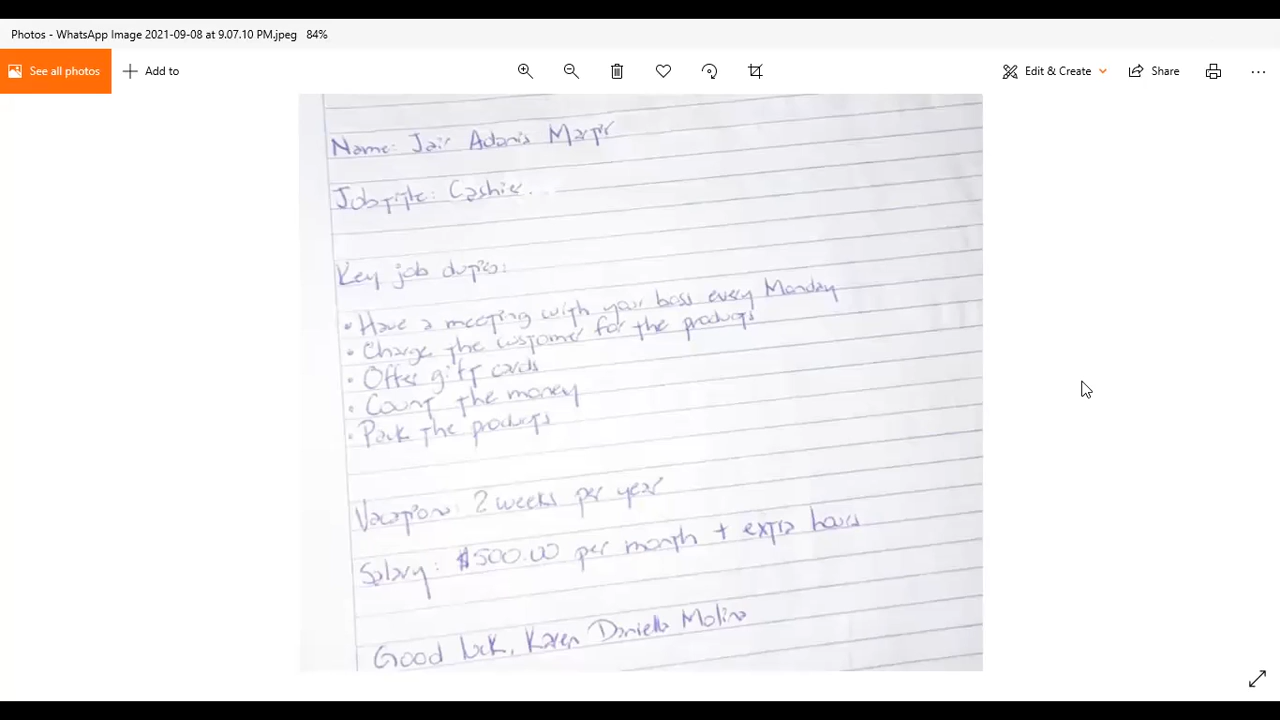 Photos - WhatsApp Image 2021-09-08 at 9.07.10 PM.jpeg 84%
See all photos
Add to
Edit & Create
Share
Name: Jair Adonis
Job title: Cashier.
Key job duties:
• Have a meeting with your boss every Monday
• Charge the customer for the products
• Offer gift cards
• Count the money
• Pack the products
Vacation: 2 weeks per year
Salary: $500.00 per month + extra hours
Good luck, Karen Daniella Molina